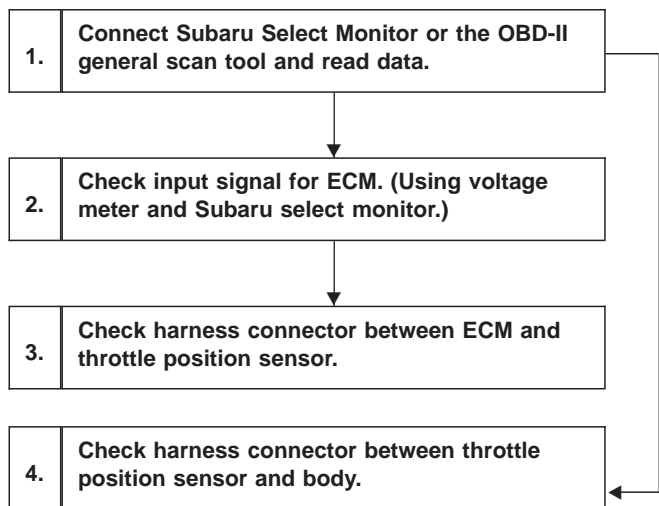 1.
Connect Subaru Select Monitor or the OBD-II
general scan tool and read data.
2.
Check input signal for ECM. (Using voltage
meter and Subaru select monitor.)
3.
Check harness connector between ECM and
throttle position sensor.
4.
Check harness connector between throttle
position sensor and body.